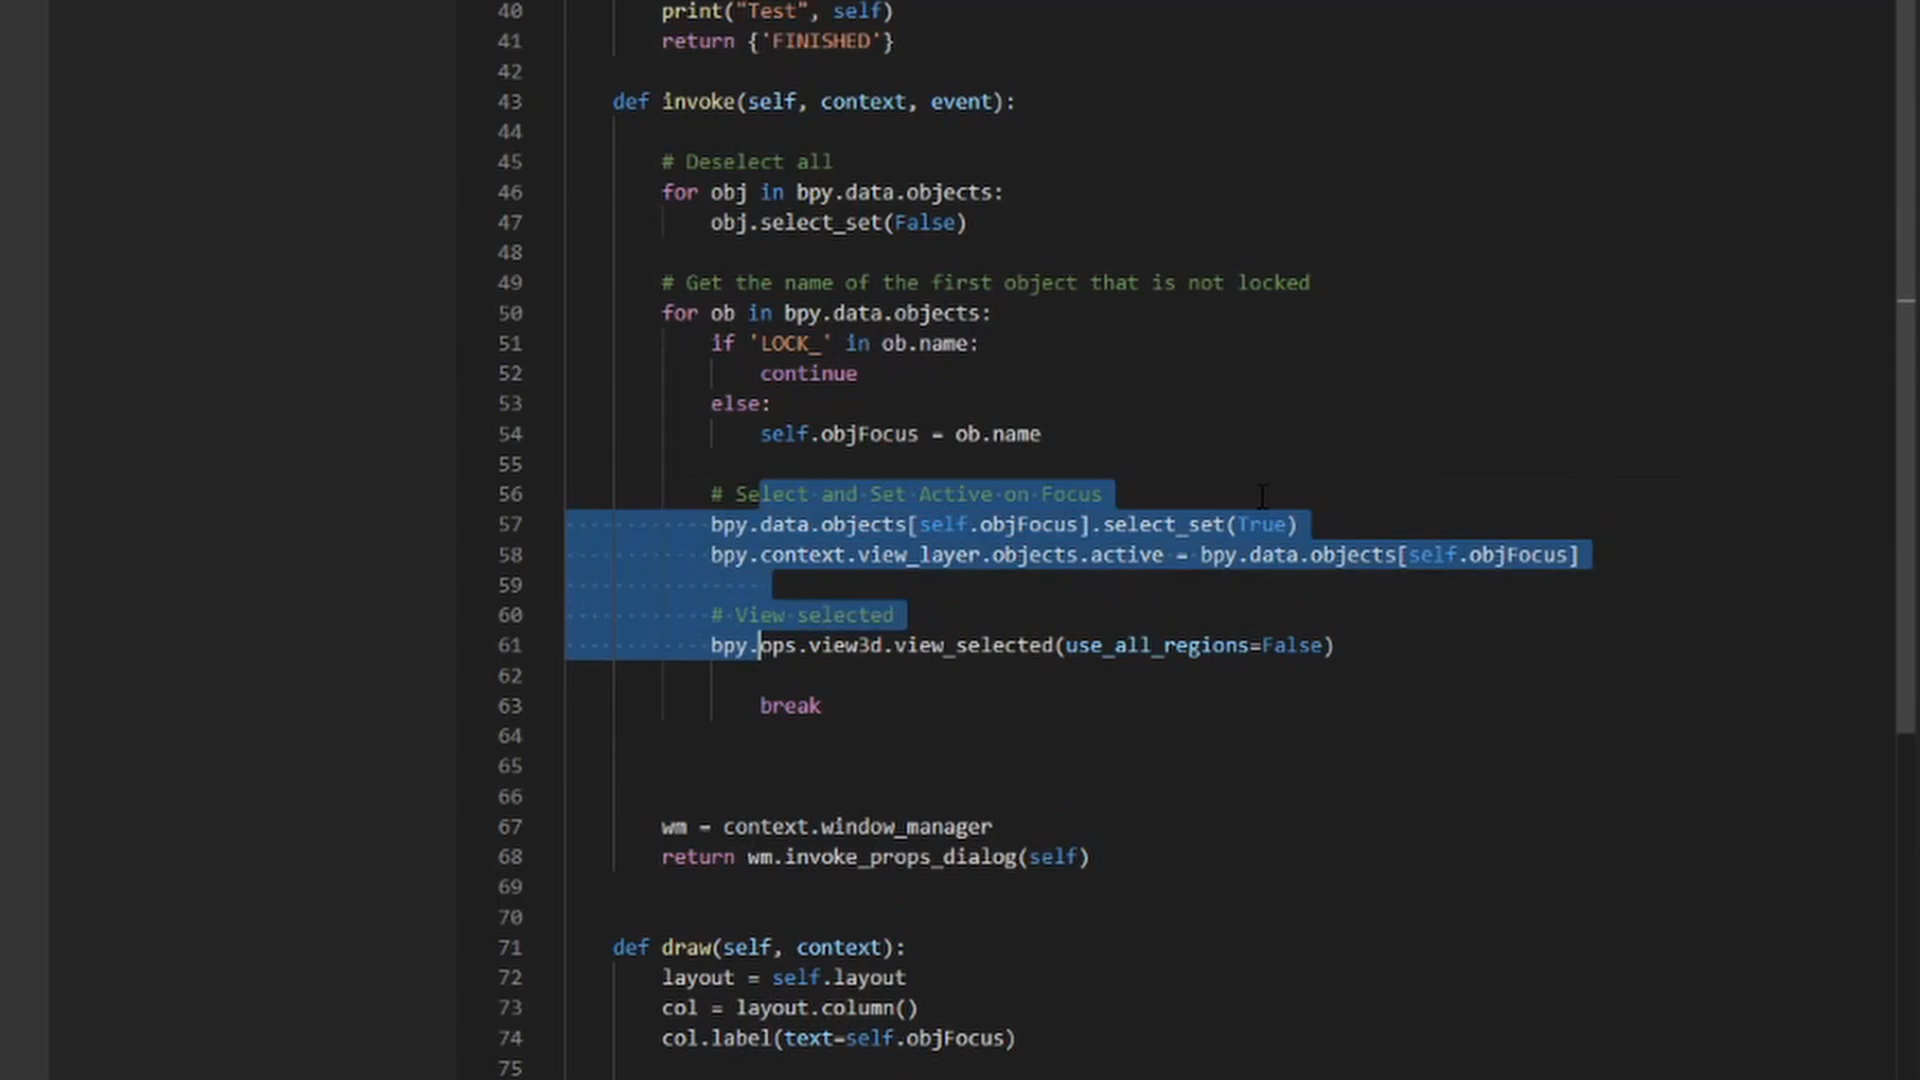 40 print("Test", self)
41 return {'FINISHED'}
42
43 def invoke(self, context, event):
44
45 # Deselect all
46 for obj in bpy.data.objects:
47 obj.select_set(False)
48
49 # Get the name of the first object that is not locked
50 for ob in bpy.data.objects:
51 if 'LOCK_' in ob.name:
52 continue
53 else:
54 self.objFocus = ob.name
55
56 # Select and Set Active on Focus
57 bpy.data.objects[self.objFocus].select_set(True)
58 bpy.context.view_layer.objects.active = bpy.data.objects[self.objFocus]
59
60 # View selected
61 bpy.ops.view3d.view_selected(use_all_regions=False)
62
63 break
64
65
66
67 wm = context.window_manager
68 return wm.invoke_props_dialog(self)
69
70
71 def draw(self, context):
72 layout = self.layout
73 col = layout.column()
74 col.label(text=self.objFocus)
75